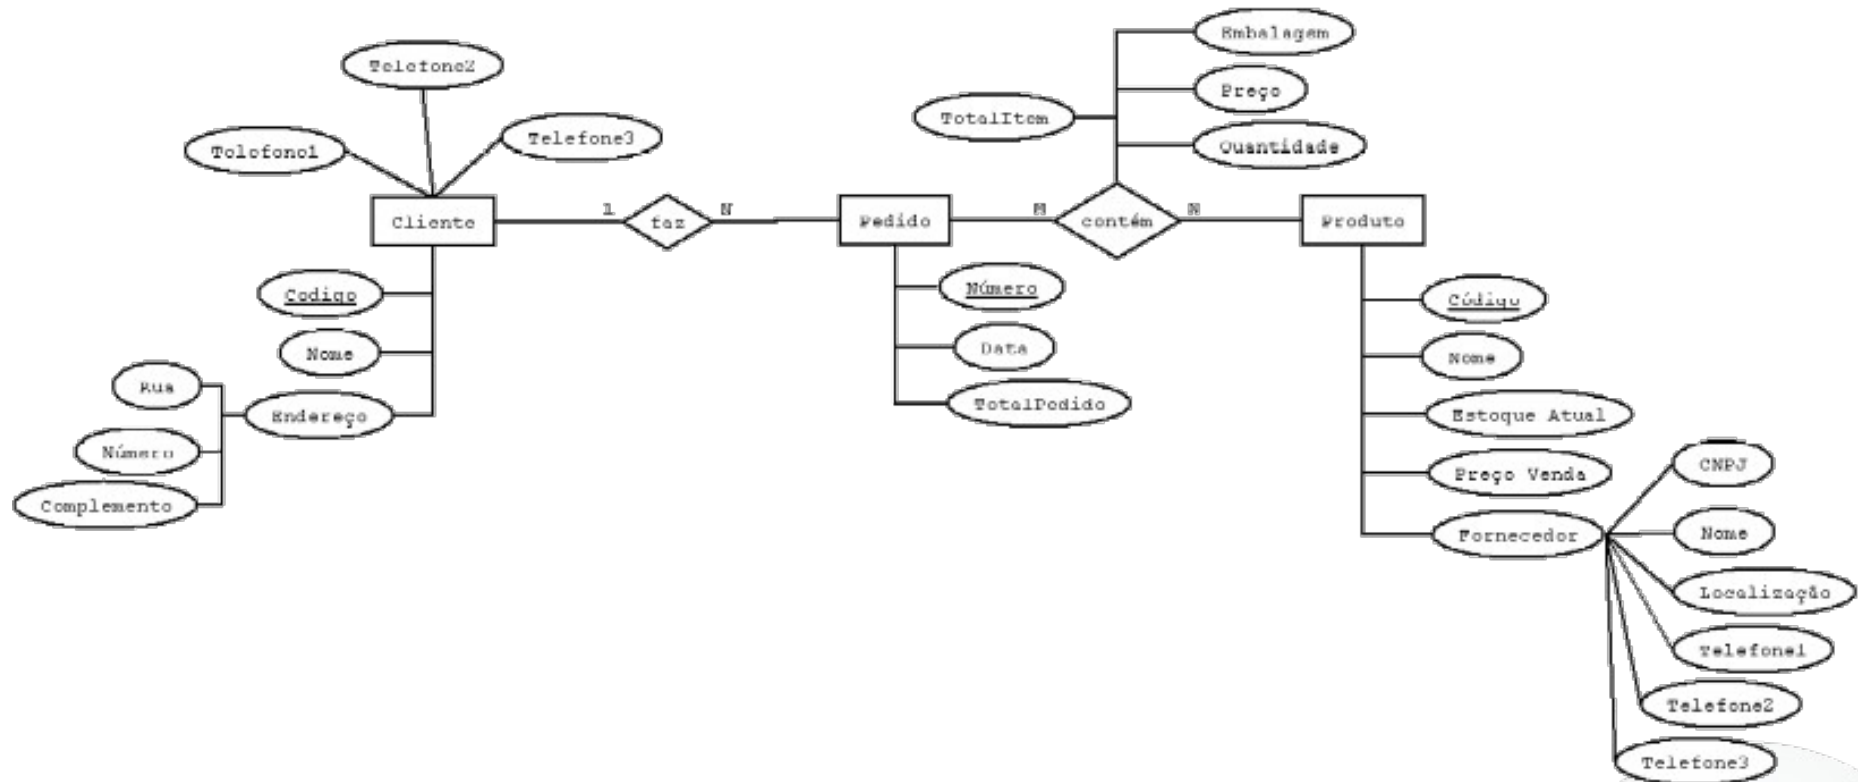 Embalagem
Telefone2
Preço
TotalItem
Telefone3
Quantidade
Telefone1
1
N
M
N
Cliente
faz
Pedido
contém
Produto
Codigo
Número
Código
Nome
Data
Nome
Rua
TotalPedido
Endereço
Estoque Atual
Número
CNPJ
Preço Venda
Complemento
Nome
Fornecedor
Localização
Telefone1
Telefone2
Telefone3